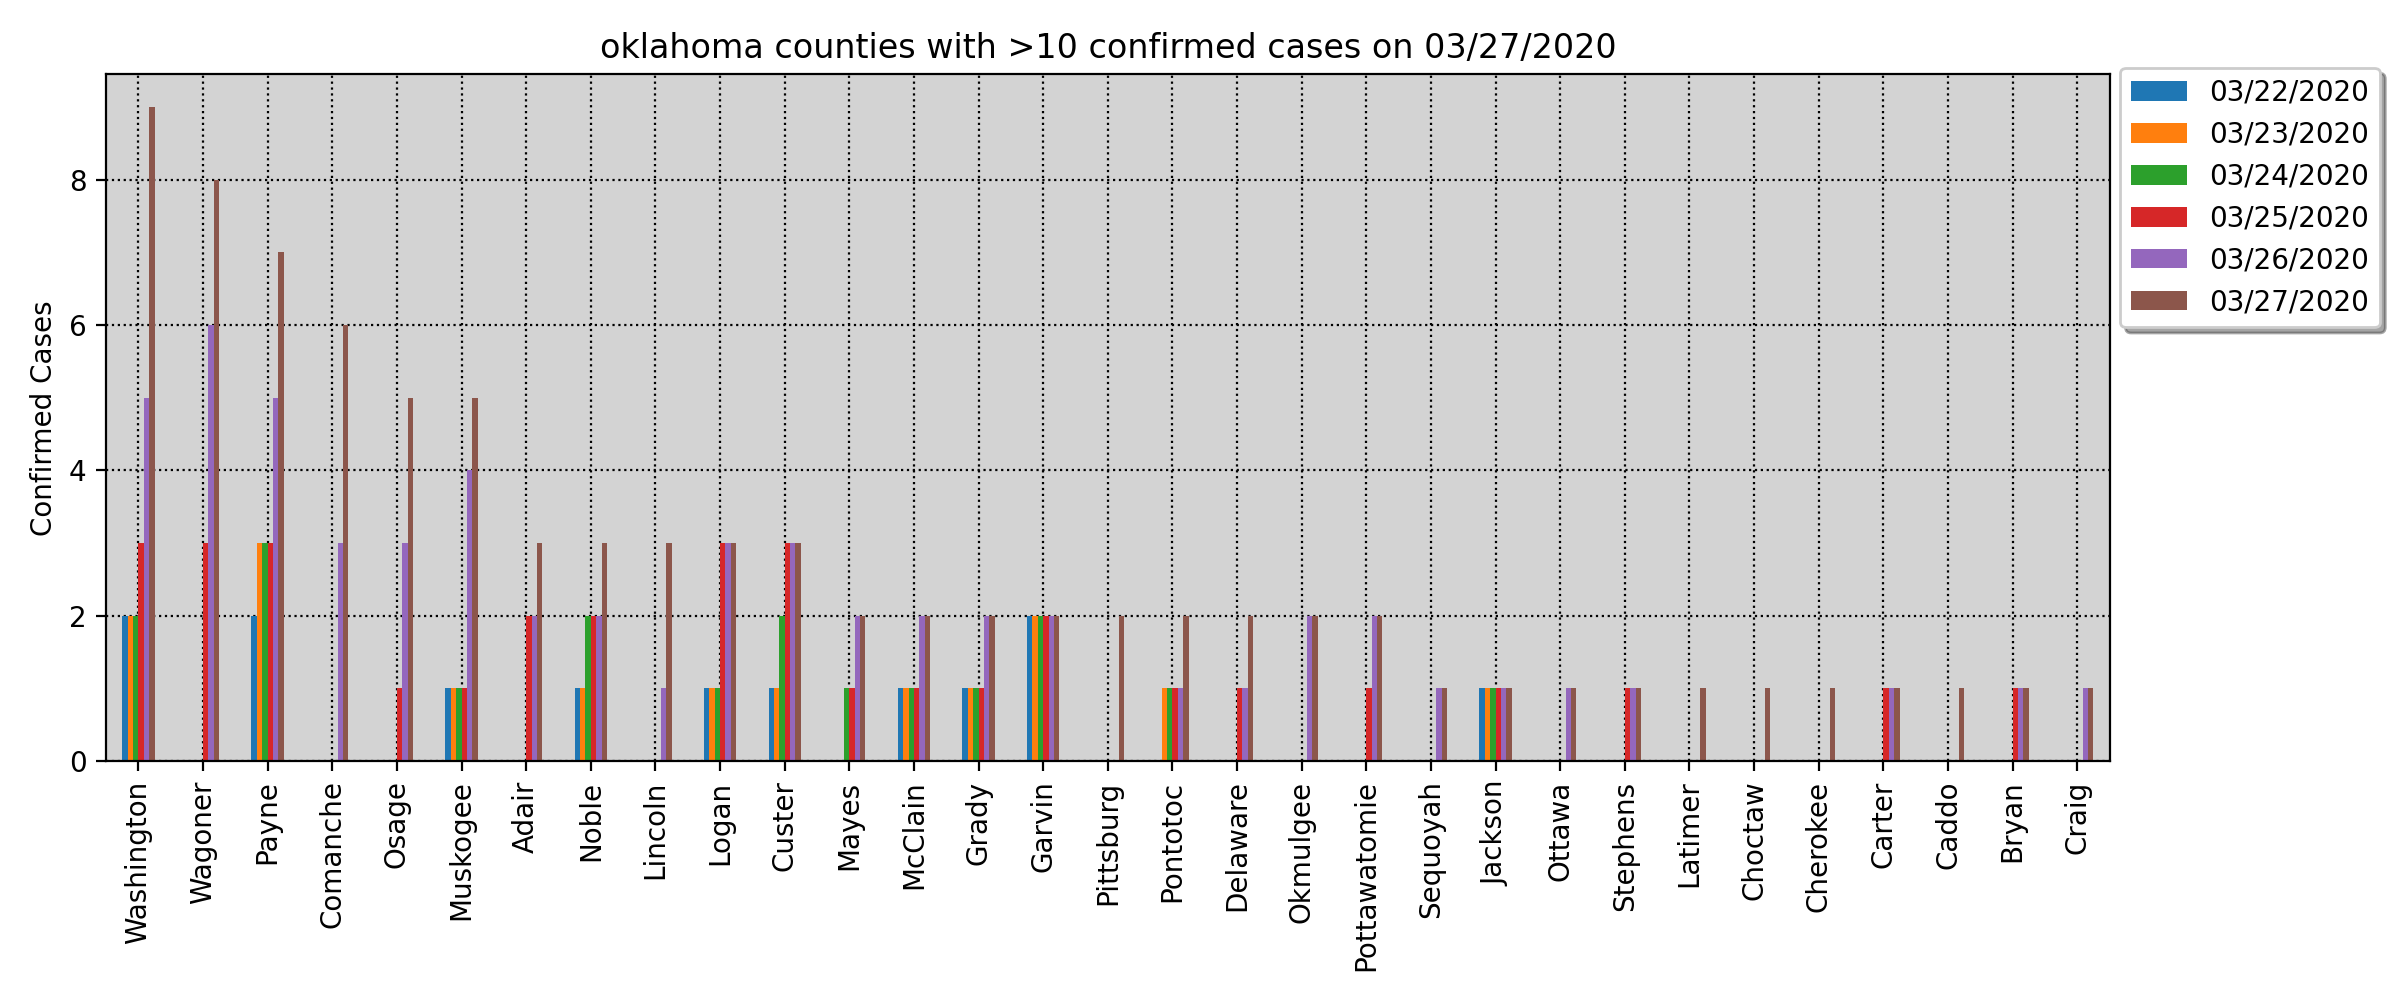 oklahoma counties with >10 confirmed cases on 03/27/2020
03/22/2020
03/23/2020
03/24/2020
03/25/2020
03/26/2020
03/27/2020
Confirmed Cases
8
6
4
2
0
Washington
Wagoner
Payne
Comanche
Osage
Muskogee
Adair
Noble
Lincoln
Logan
Custer
Mayes
McClain
Grady
Garvin
Pittsburg
Pontotoc
Delaware
Okmulgee
Pottawatomie
Sequoyah
Jackson
Ottawa
Stephens
Latimer
Choctaw
Cherokee
Carter
Caddo
Bryan
Craig